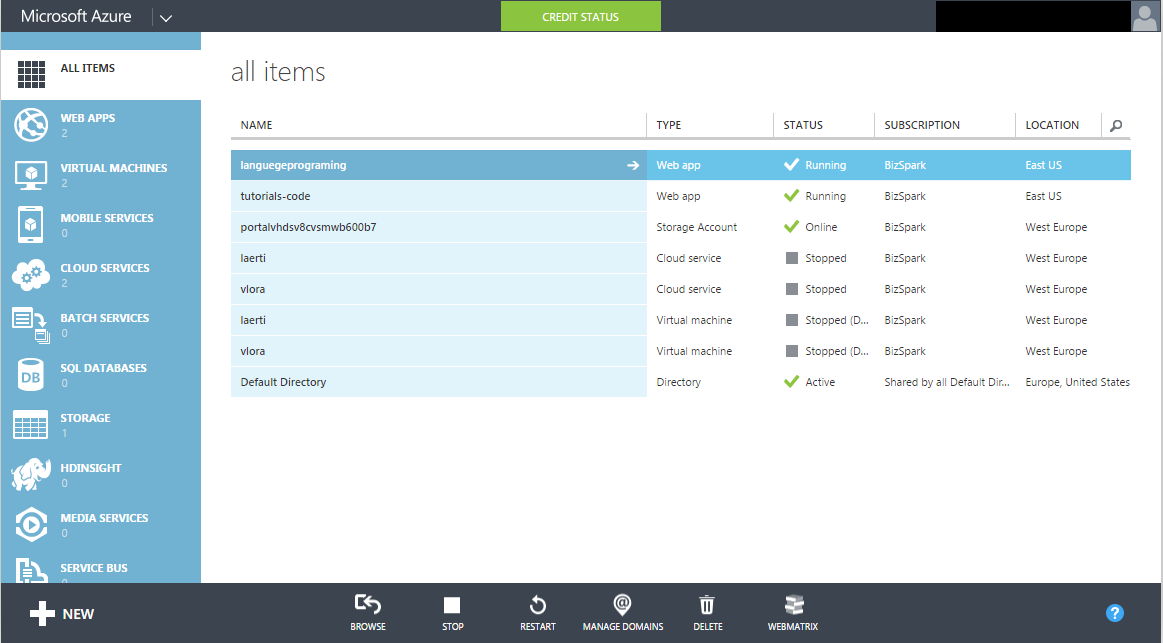 Microsoft Azure
CREDIT STATUS
ALL ITEMS
WEB APPS
2
VIRTUAL MACHINES
2
MOBILE SERVICES
0
CLOUD SERVICES
2
BATCH SERVICES
0
DB
SQL DATABASES
0
STORAGE
1
HDINSIGHT
0
MEDIA SERVICES
0
SERVICE BUS
0
all items
NAME TYPE STATUS SUBSCRIPTION LOCATION
languegeprograming Web app Running BizSpark East US
tutorials-code Web app Running BizSpark East US
portalvhdsv8cvsmwb600b7 Storage Account Online BizSpark West Europe
laerti Cloud service Stopped BizSpark West Europe
vlora Cloud service Stopped BizSpark West Europe
laerti Virtual machine Stopped (D... BizSpark West Europe
vlora Virtual machine Stopped (D... BizSpark West Europe
Default Directory Directory Active Shared by all Default Dir... Europe, United States
NEW
BROWSE STOP RESTART MANAGE DOMAINS DELETE WEBMATRIX
?